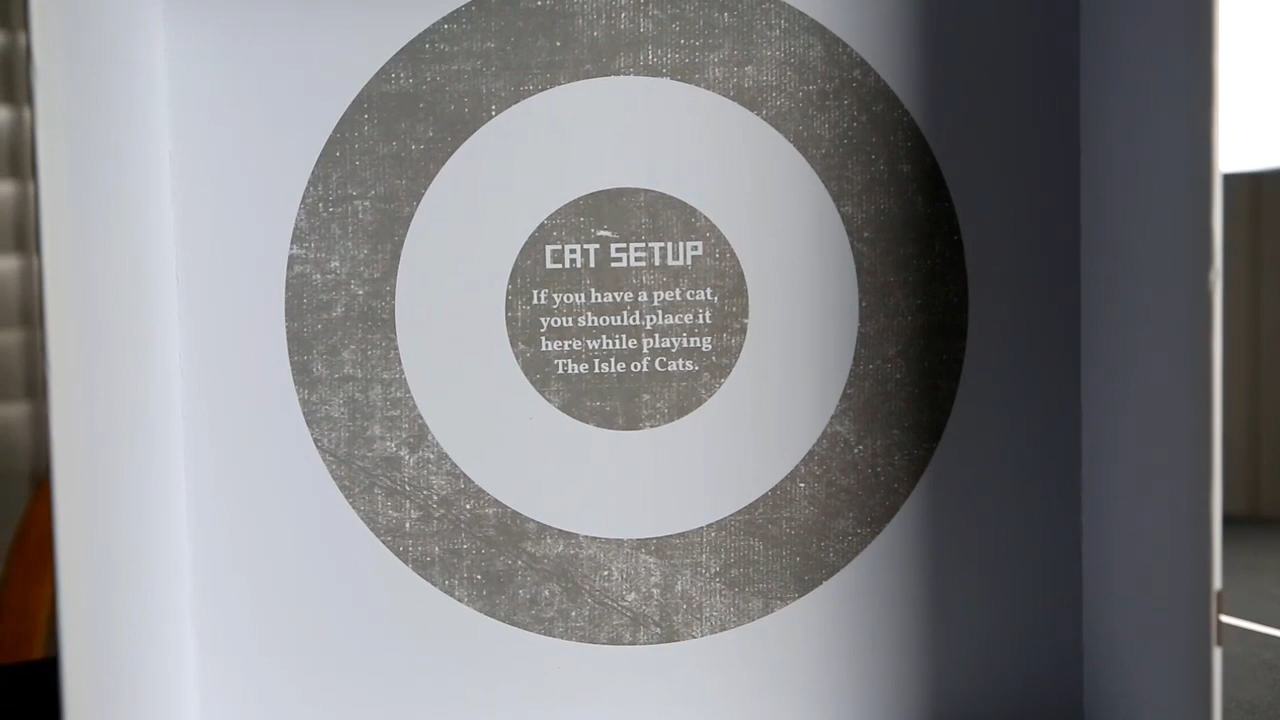 CAT SETUP
If you have a pet cat,
you should place it
here while playing
The Isle of Cats.